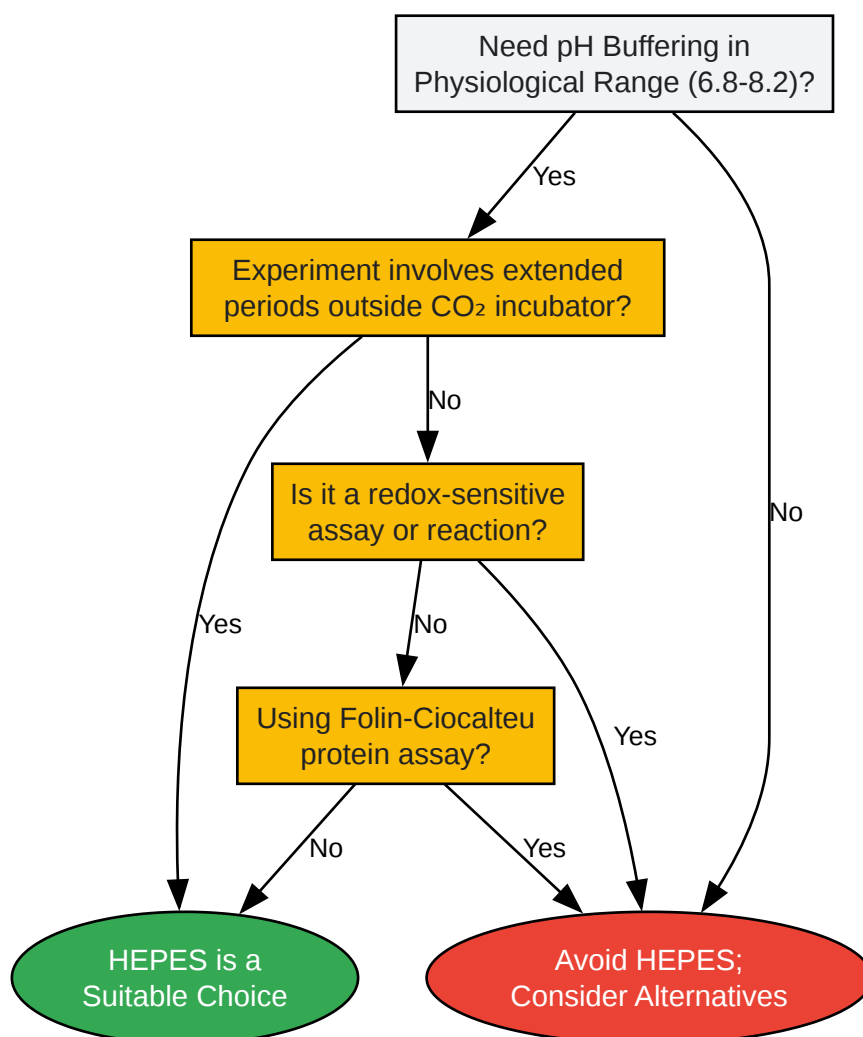 Need pH Buffering in
Physiological Range (6.8-8.2)?
Yes
Experiment involves extended
periods outside CO₂ incubator?
No
Is it a redox-sensitive
assay or reaction?
No
Yes
No
Using Folin-Ciocalteu
protein assay?
Yes
No
Yes
HEPES is a
Suitable Choice
Avoid HEPES;
Consider Alternatives